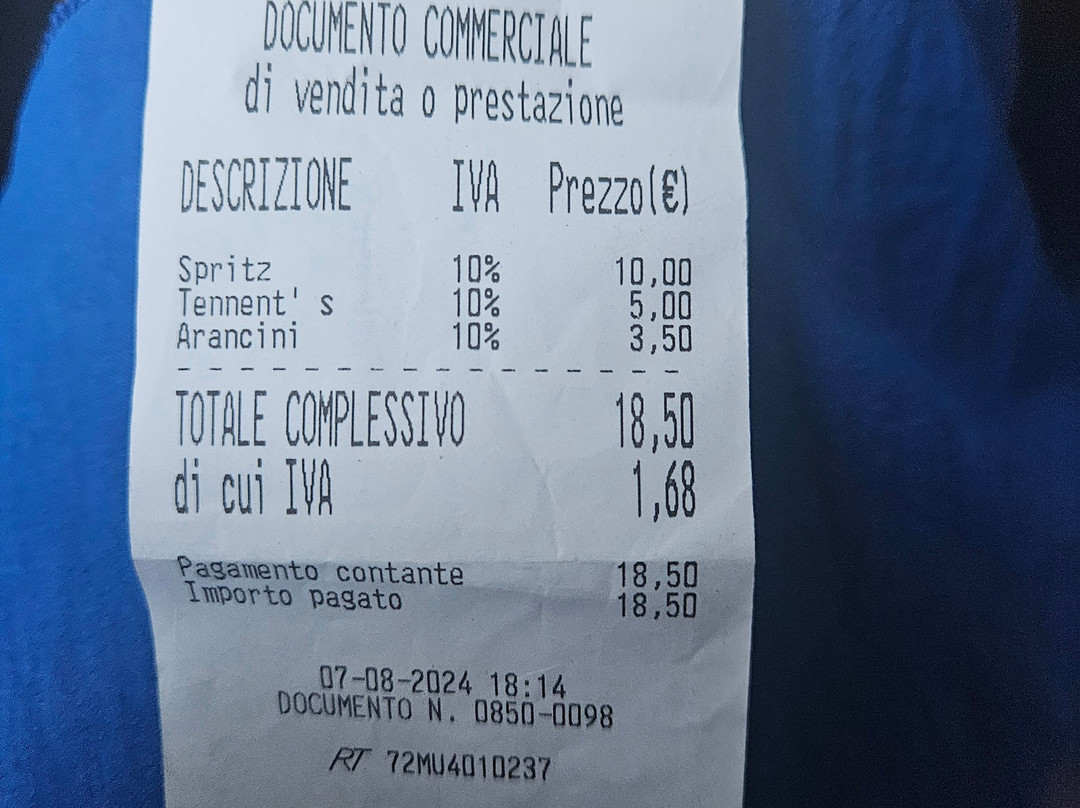 DOCUMENTO COMMERCIALE
di vendita o prestazione
DESCRIZIONE IVA Prezzo(€)
Spritz 10% 10,00
Tennent' s 10% 5,00
Arancini 10% 3,50
- - - - - - - - - - - - - - - - -
TOTALE COMPLESSIVO 18,50
di cui IVA 1,68
Pagamento contante 18,50
Importo pagato 18,50
07-08-2024 18:14
DOCUMENTO N. 0850-0098
RT 72MU4010237